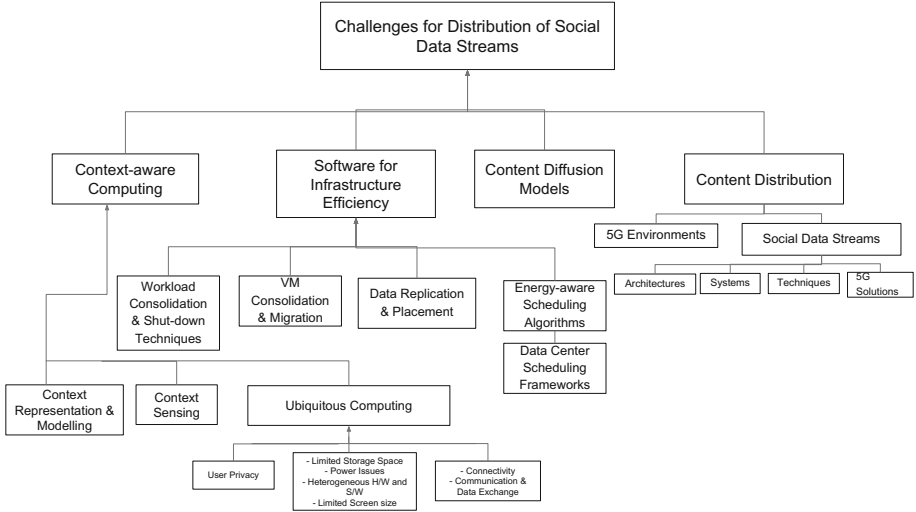 Challenges for Distribution of Social
Data Streams
Context-aware
Computing
Software for
Infrastructure
Efficiency
Content Diffusion
Models
Content Distribution
5G Environments
Social Data Streams
Architectures
Systems
Techniques
5G
Solutions
Workload
Consolidation
& Shut-down
Techniques
VM
Consolidation
& Migration
Data Replication
& Placement
Energy-aware
Scheduling
Algorithms
Data Center
Scheduling
Frameworks
Context
Representation &
Modelling
Context
Sensing
Ubiquitous Computing
User Privacy
- Limited Storage Space
- Power Issues
- Heterogeneous H/W and
S/W
- Limited Screen size
- Connectivity
- Communication &
Data Exchange